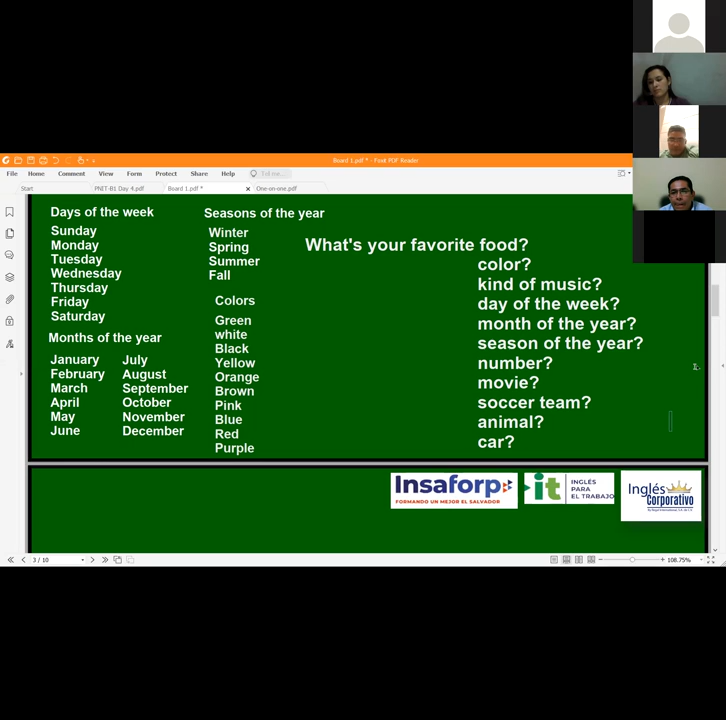 Board 1.pdf * - Foxit PDF Reader
File Home Comment View Form Protect Share Help Tell me...
Start PNIT-B1 Day 4.pdf Board 1.pdf * One-on-one.pdf
Days of the week
Sunday
Monday
Tuesday
Wednesday
Thursday
Friday
Saturday
Months of the year
January July
February August
March September
April October
May November
June December
Seasons of the year
Winter
Spring
Summer
Fall
Colors
Green
white
Black
Yellow
Orange
Brown
Pink
Blue
Red
Purple
What's your favorite food?
color?
kind of music?
day of the week?
month of the year?
season of the year?
number?
movie?
soccer team?
animal?
car?
Insaforp
FORMANDO UN MEJOR EL SALVADOR
it
INGLÉS
PARA
EL TRABAJO
Inglés
Corporativo
3 / 10
108.75%